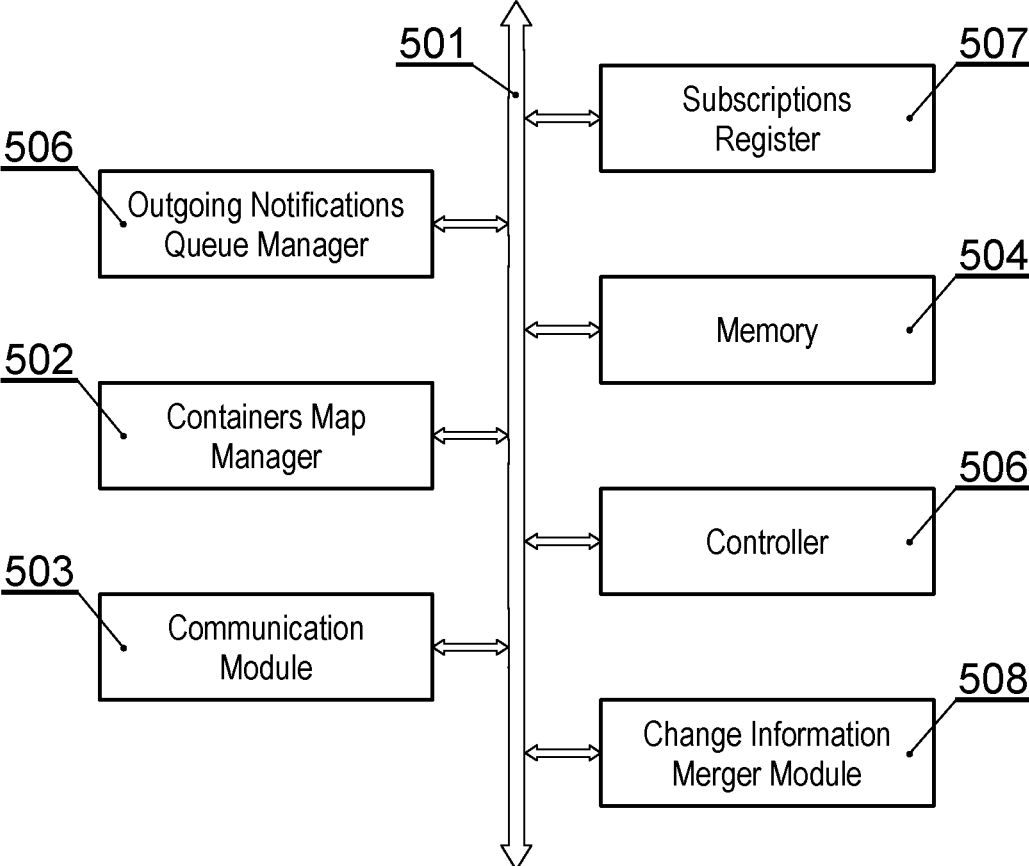 501
507
Subscriptions
Register
506
Outgoing Notifications
Queue Manager
504
Memory
502
Containers Map
Manager
506
Controller
503
Communication
Module
508
Change Information
Merger Module